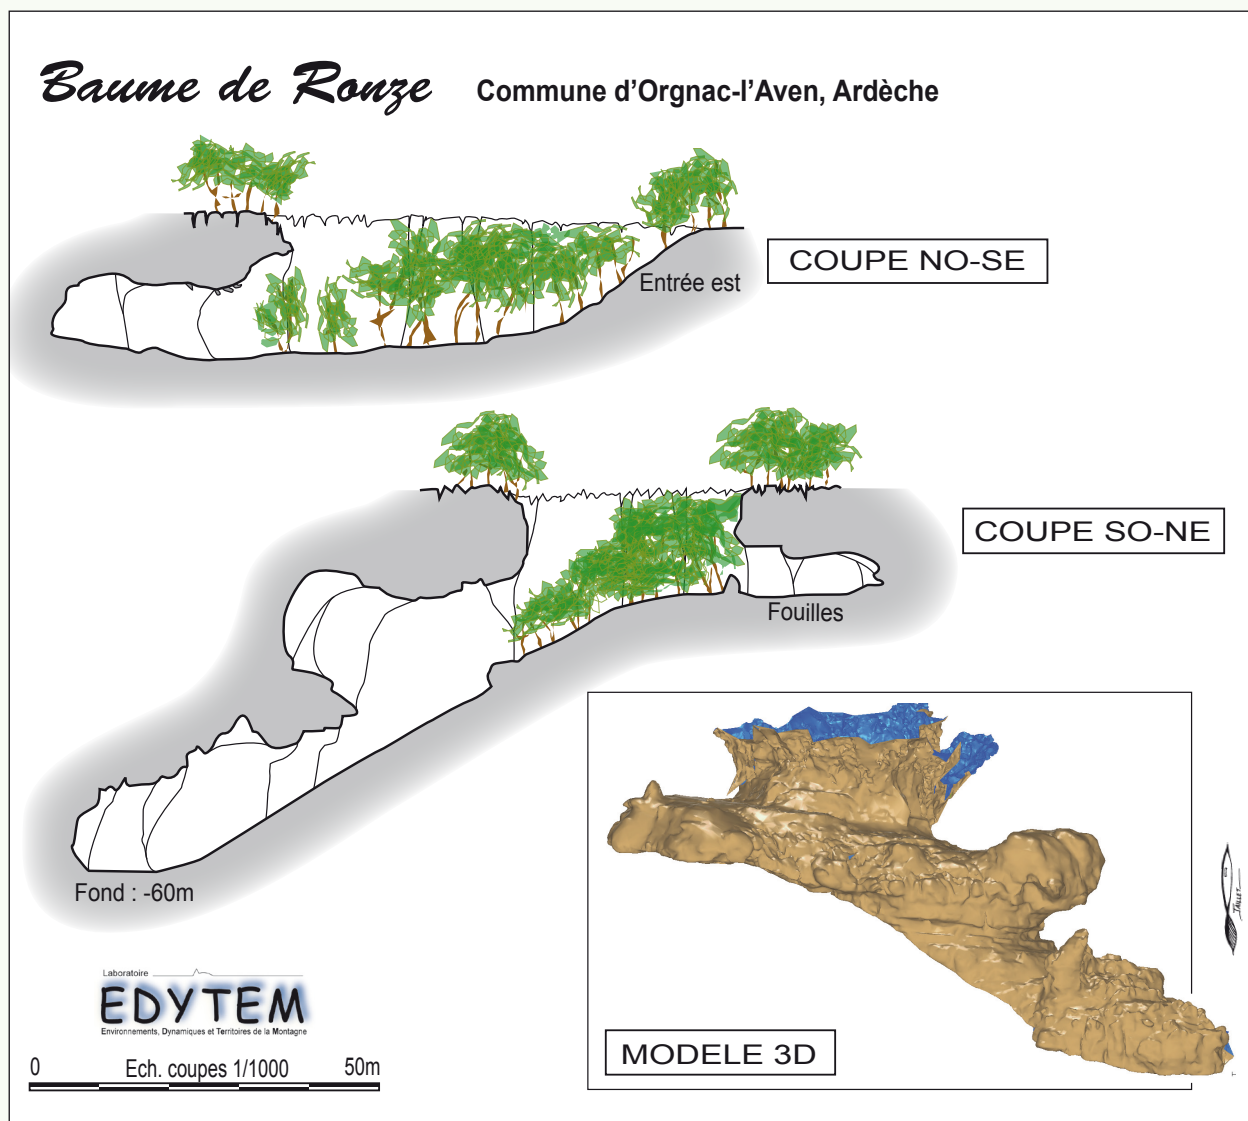 Baume de Ronze
Commune d'Orgnac-l'Aven, Ardèche
COUPE NO-SE
Entrée est
COUPE SO-NE
Fouilles
Fond : -60m
MODELE 3D
Laboratoire
EDYTEM
Environnements, Dynamiques et Territoires de la Montagne
0 Ech. coupes 1/1000 50m